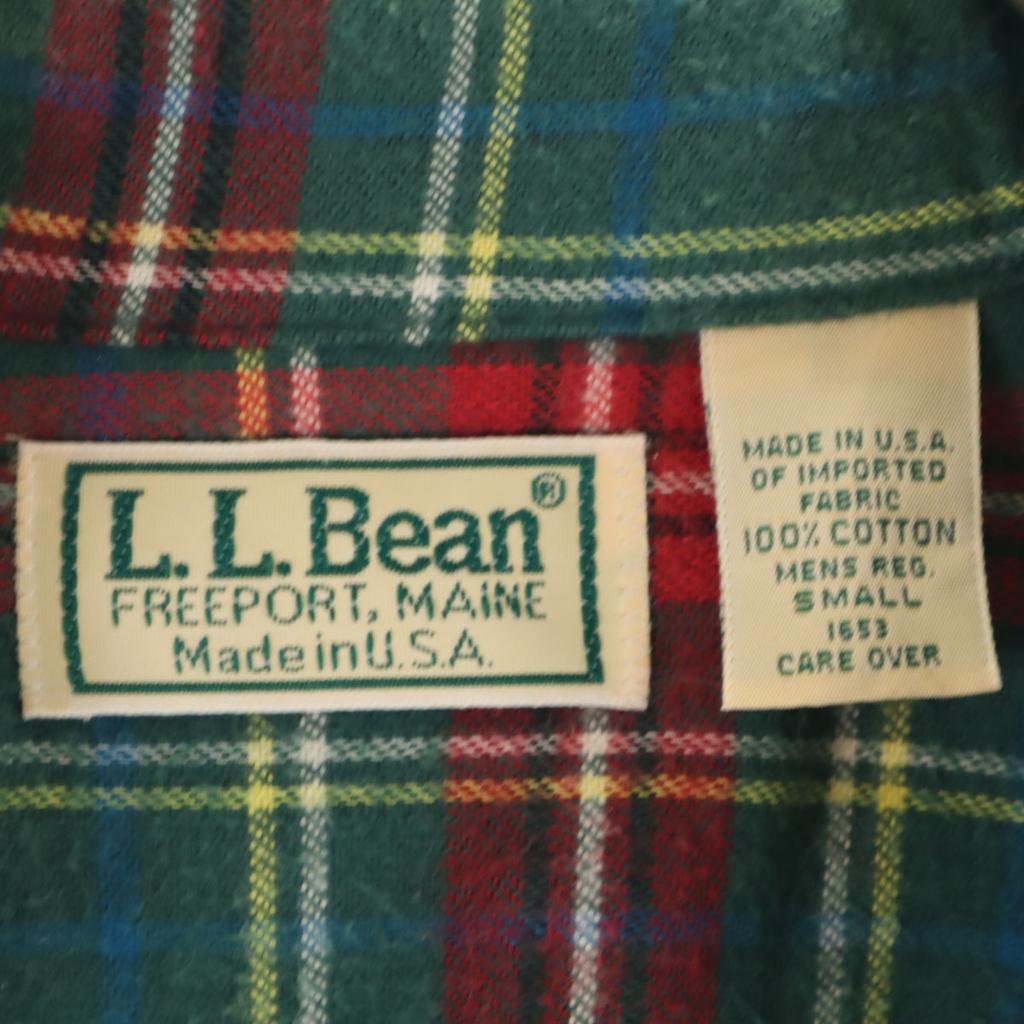 L.L.Bean®
FREEPORT, MAINE
Made in U.S.A.
MADE IN U.S.A.
OF IMPORTED
FABRIC
100% COTTON
MENS REG.
SMALL
1653
CARE OVER